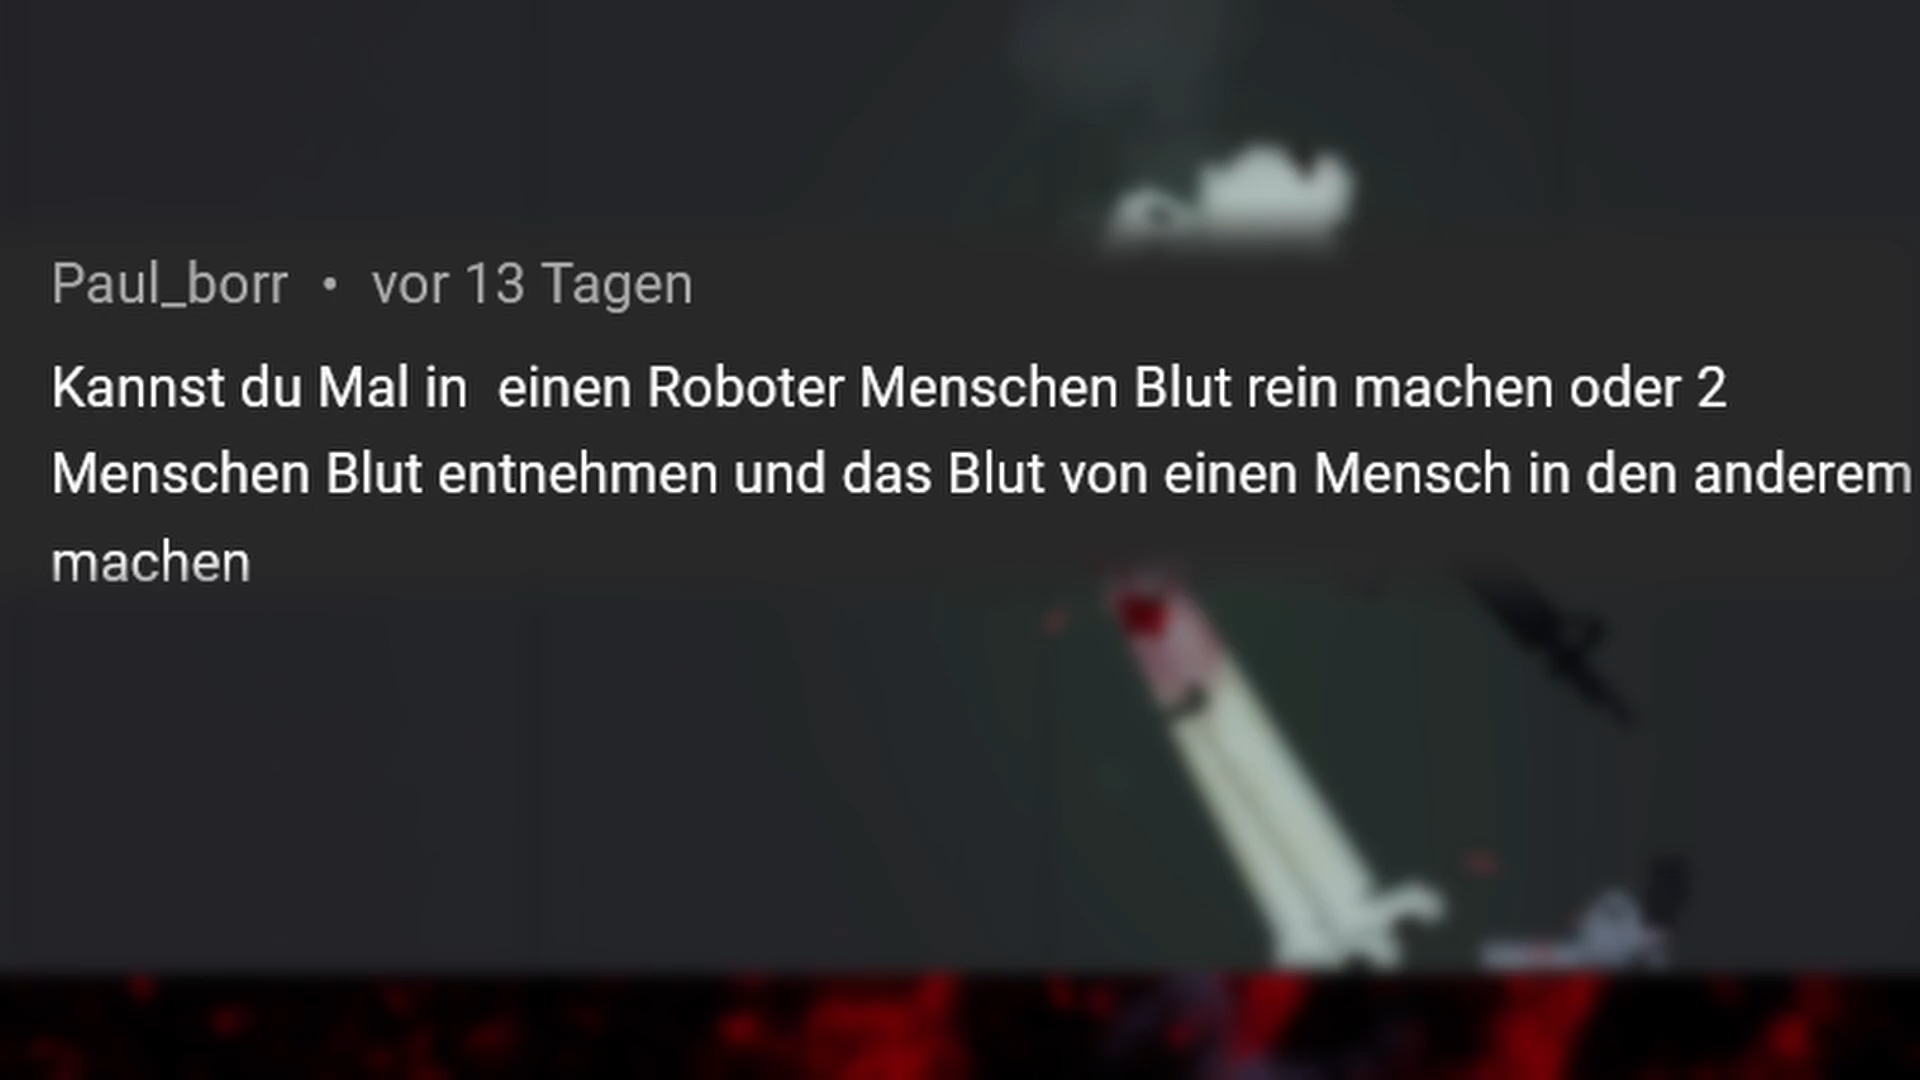 Paul_borr • vor 13 Tagen
Kannst du Mal in  einen Roboter Menschen Blut rein machen oder 2
Menschen Blut entnehmen und das Blut von einen Mensch in den anderem
machen